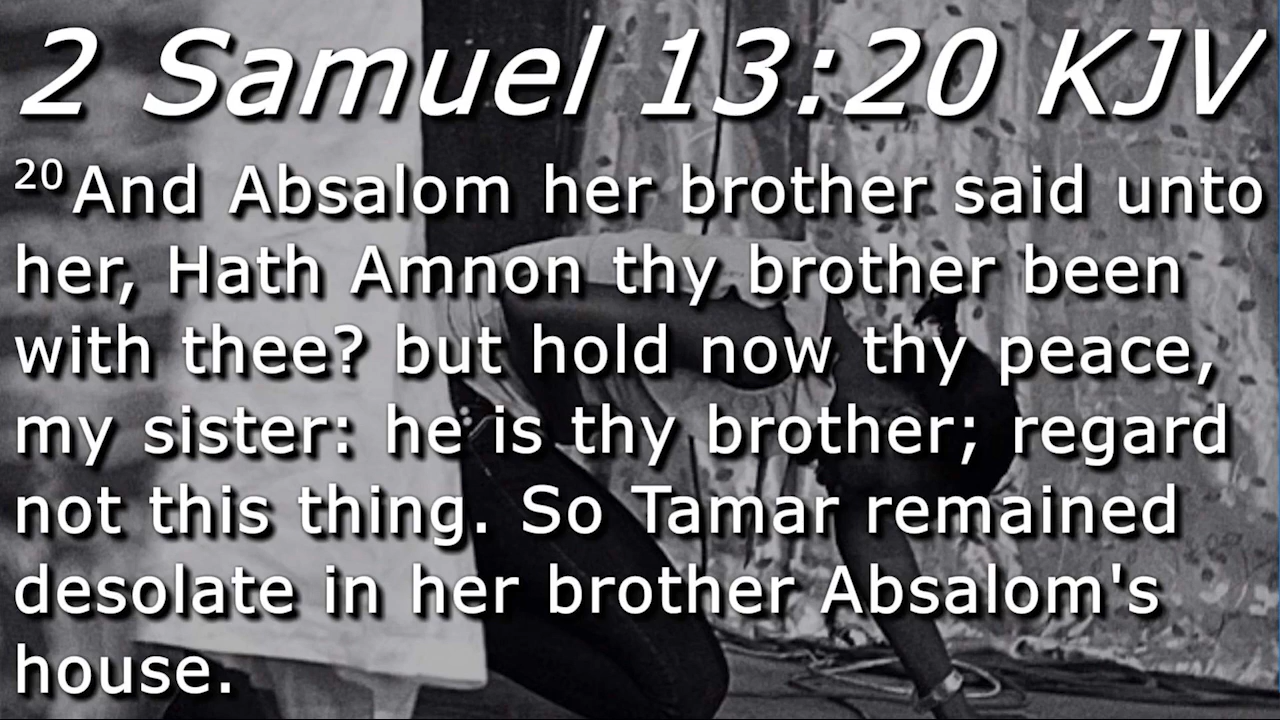 2 Samuel 13:20 KJV
20 And Absalom her brother said unto
her, Hath Amnon thy brother been
with thee? but hold now thy peace,
my sister: he is thy brother; regard
not this thing. So Tamar remained
desolate in her brother Absalom's
house.